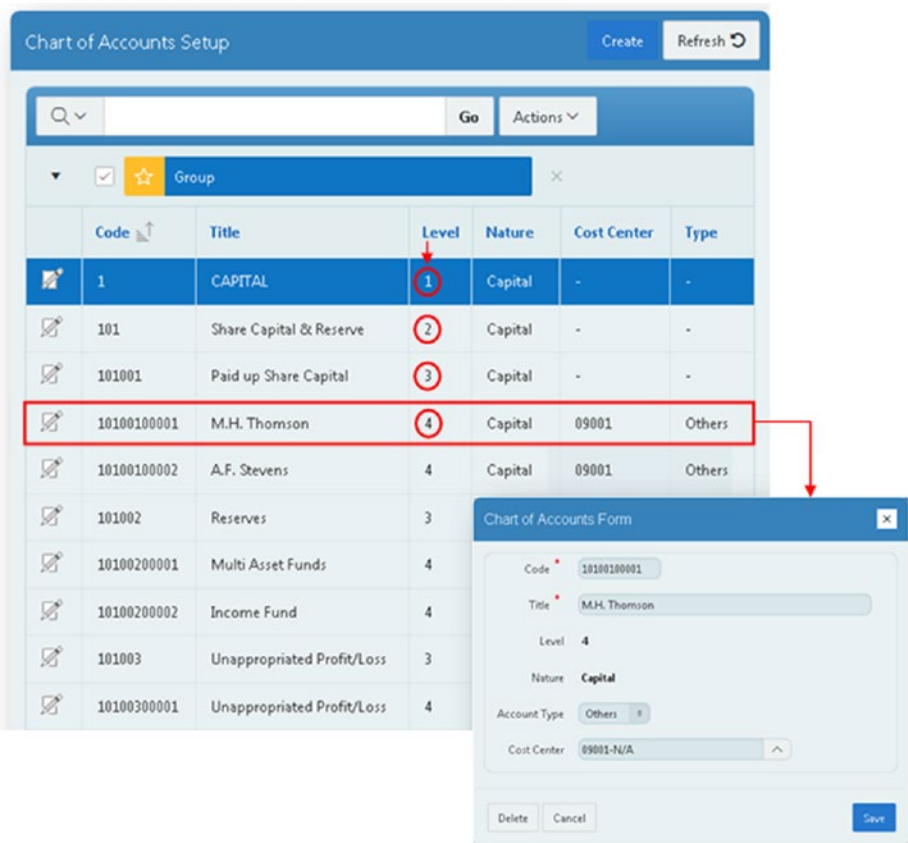 Chart of Accounts Setup Create Refresh
Go Actions
Group
Code Title Level Nature Cost Center Type
1 CAPITAL 1 Capital - -
101 Share Capital & Reserve 2 Capital - -
101001 Paid up Share Capital 3 Capital - -
10100100001 M.H. Thomson 4 Capital 09001 Others
10100100002 A.F. Stevens 4 Capital 09001 Others
101002 Reserves 3
10100200001 Multi Asset Funds 4
10100200002 Income Fund 4
101003 Unappropriated Profit/Loss 3
10100300001 Unappropriated Profit/Loss 4
Chart of Accounts Form
Code * 10100100001
Title * M.H. Thomson
Level 4
Nature Capital
Account Type Others
Cost Center 09001-N/A
Delete Cancel Save